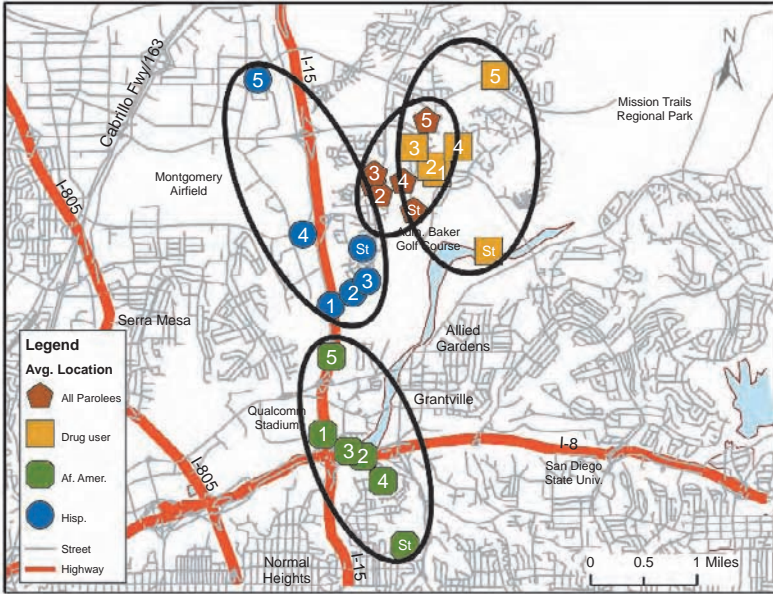 Cabrillo Fwy/163
I-15
N
5
5
Mission Trails
Regional Park
5
3
4
2
1
Montgomery
Airfield
3
4
2
St
I-805
Adm. Baker
Golf Course
4
St
St
3
2
1
Serra Mesa
Allied
Gardens
Legend
Avg. Location
All Parolees
Drug user
Af. Amer.
Hisp.
Street
Highway
5
Grantville
Qualcomm
Stadium
1
3
2
I-8
San Diego
State Univ.
I-805
4
St
Normal
Heights
I-15
0 0.5 1 Miles